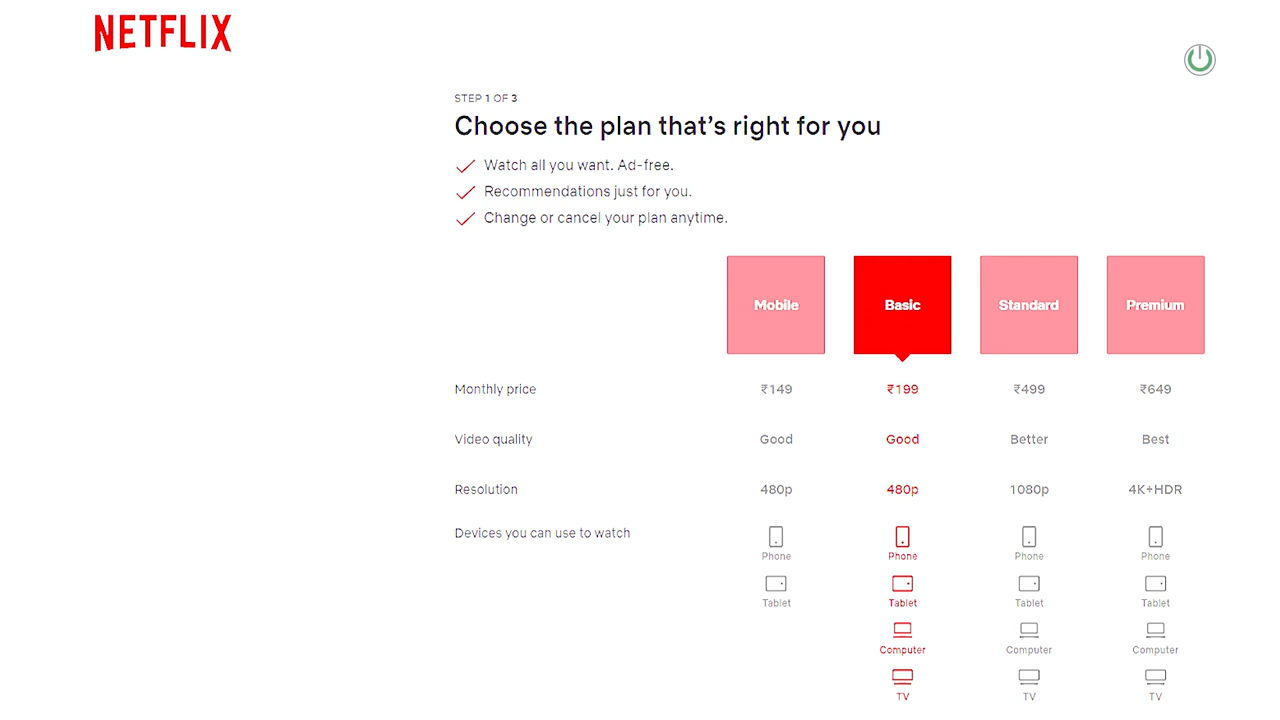 NETFLIX
STEP 1 OF 3
Choose the plan that's right for you
Watch all you want. Ad-free.
Recommendations just for you.
Change or cancel your plan anytime.
Mobile Basic Standard Premium
Monthly price ₹149 ₹199 ₹499 ₹649
Video quality Good Good Better Best
Resolution 480p 480p 1080p 4K+HDR
Devices you can use to watch
Phone Phone Phone Phone
Tablet Tablet Tablet Tablet
Computer Computer Computer
TV TV TV